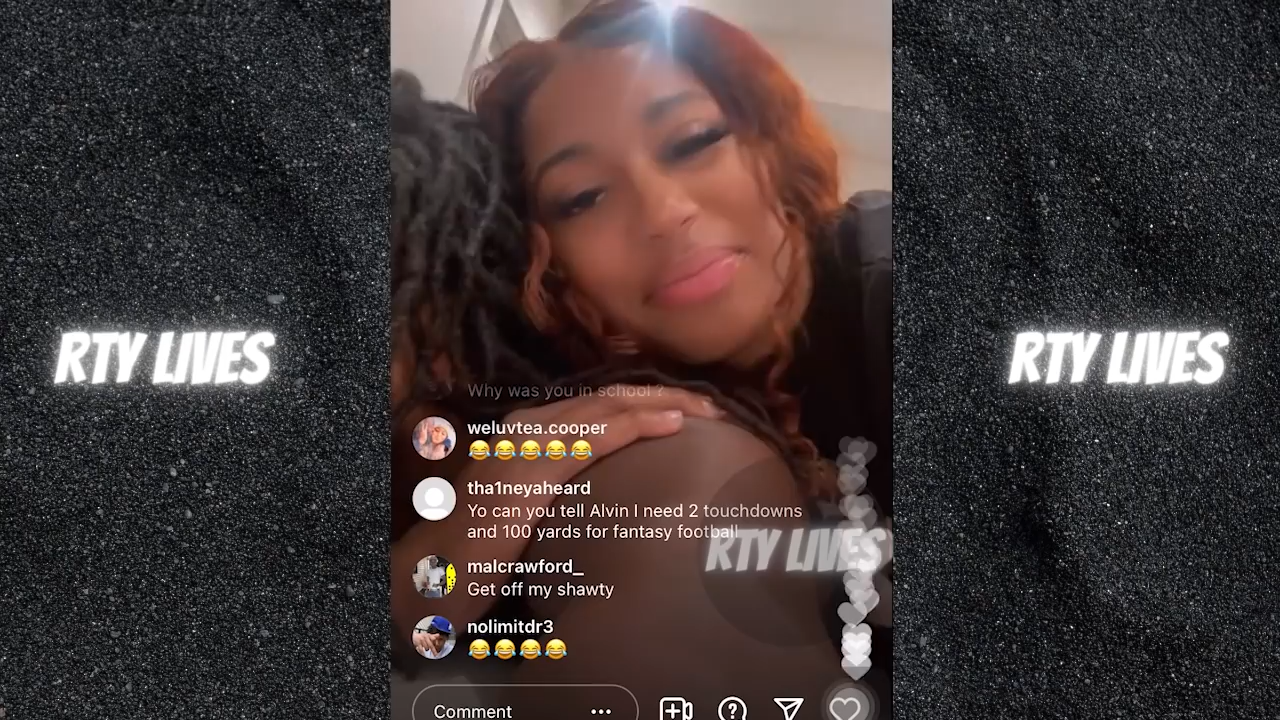 RTY LIVES
RTY LIVES
Why was you in school ?
weluvtea.cooper
😂😂😂😂😂
tha1neyaheard
Yo can you tell Alvin I need 2 touchdowns
and 100 yards for fantasy football
RTY LIVES
malcrawford_
Get off my shawty
nolimitdr3
😂😂😂😂
Comment